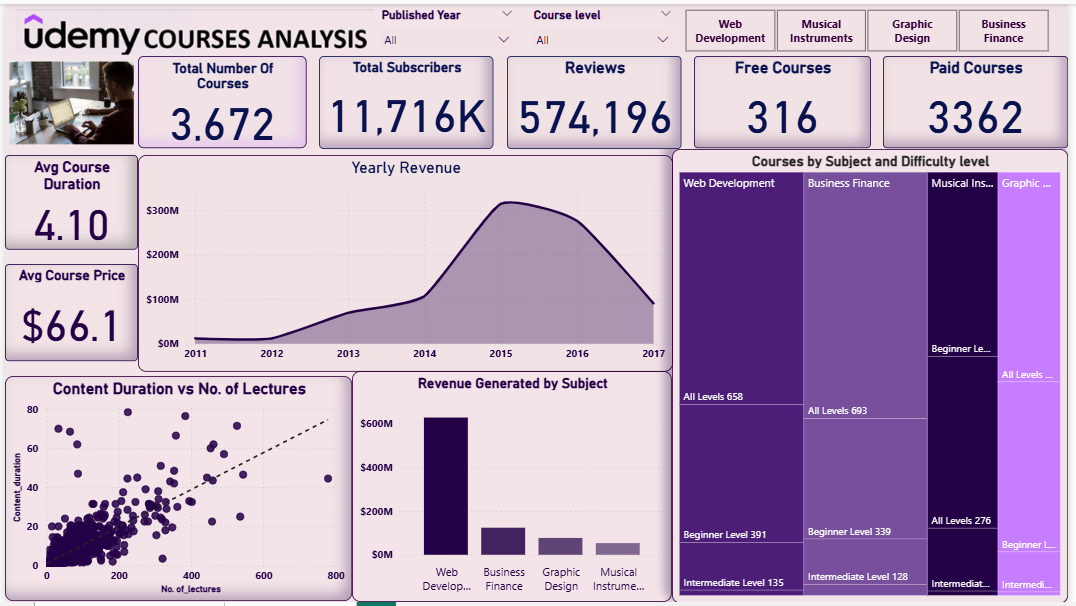 udemy COURSES ANALYSIS
Published Year
All
Course level
All
Web
Development
Musical
Instruments
Graphic
Design
Business
Finance
Total Number Of
Courses
3,672
Total Subscribers
11,716K
Reviews
574,196
Free Courses
316
Paid Courses
3362
Avg Course
Duration
4.10
Avg Course Price
$66.1
Yearly Revenue
$300M
$200M
$100M
$0M
2011 2012 2013 2014 2015 2016 2017
Courses by Subject and Difficulty level
Web Development
All Levels 658
Beginner Level 391
Intermediate Level 135
Business Finance
All Levels 693
Beginner Level 339
Intermediate Level 128
Musical Ins...
Beginner Le...
All Levels 276
Intermediat...
Graphic ...
All Levels ...
Beginner L...
Intermedi...
Content Duration vs No. of Lectures
Content_duration
80
60
40
20
0
0 200 400 600 800
No. of_lectures
Revenue Generated by Subject
$600M
$400M
$200M
$0M
Web
Develop...
Business
Finance
Graphic
Design
Musical
Instrume...